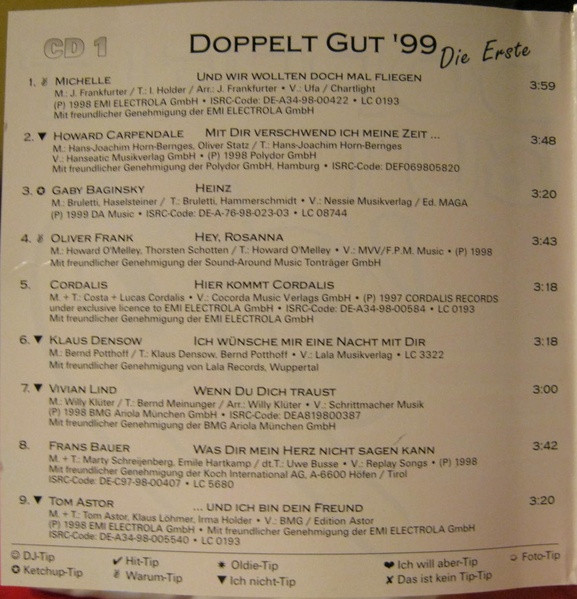 CD 1 DOPPELT GUT '99 Die Erste
1. MICHELLE UND WIR WOLLTEN DOCH MAL FLIEGEN 3:59
M.: J. Frankfurter / T.: I. Holder / Arr.: J. Frankfurter • V.: Ufa / Chartlight
(P) 1998 EMI ELECTROLA GmbH • ISRC-Code: DE-A34-98-00422 • LC 0193
Mit freundlicher Genehmigung der EMI ELECTROLA GmbH
2. ▼ HOWARD CARPENDALE MIT DIR VERSCHWEND ICH MEINE ZEIT ... 3:48
M.: Hans-Joachim Horn-Bernges, Oliver Statz / T.: Hans-Joachim Horn-Bernges
V.: Hanseatic Musikverlag GmbH • (P) 1998 Polydor GmbH
Mit freundlicher Genehmigung der Polydor GmbH, Hamburg • ISRC-Code: DEF069805820
3. ✪ GABY BAGINSKY HEINZ 3:20
M.: Bruletti, Haselsteiner / T.: Bruletti, Hammerschmidt • V.: Nessie Musikverlag / Ed. MAGA
(P) 1999 DA Music • ISRC-Code: DE-A-76-98-023-03 • LC 08744
4. OLIVER FRANK HEY, ROSANNA 3:43
M.: Howard O'Melley, Thorsten Schotten / T.: Howard O'Melley • V.: MVV/F.P.M. Music • (P) 1998
Mit freundlicher Genehmigung der Sound-Around Music Tonträger GmbH
5. CORDALIS HIER KOMMT CORDALIS 3:18
M. + T.: Costa + Lucas Cordalis • V.: Cocorda Music Verlags GmbH • (P) 1997 CORDALIS RECORDS
under exclusive licence to EMI ELECTROLA GmbH • ISRC-Code: DE-A34-98-00584 • LC 0193
Mit freundlicher Genehmigung der EMI ELECTROLA GmbH
6. ▼ KLAUS DENSOW ICH WÜNSCHE MIR EINE NACHT MIT DIR 3:18
M.: Bernd Potthoff / T.: Klaus Densow, Bernd Potthoff • V.: Lala Musikverlag • LC 3322
Mit freundlicher Genehmigung von Lala Records, Wuppertal
7. ▼ VIVIAN LIND WENN DU DICH TRAUST 3:00
M.: Willy Klüter / T.: Bernd Meinunger / Arr.: Willy Klüter • V.: Schrittmacher Musik
(P) 1998 BMG Ariola München GmbH • ISRC-Code: DEA819800387
Mit freundlicher Genehmigung der BMG Ariola München GmbH
8. FRANS BAUER WAS DIR MEIN HERZ NICHT SAGEN KANN 3:42
M. + T.: Marty Schreijenberg, Emile Hartkamp / dt.T.: Uwe Busse • V.: Replay Songs • (P) 1998
Mit freundlicher Genehmigung der Koch International AG, A-6600 Höfen / Tirol
ISRC-Code: DE-C97-98-00407 • LC 5680
9. ▼ TOM ASTOR ... UND ICH BIN DEIN FREUND 3:20
M. + T.: Tom Astor, Klaus Löhmer, Irma Holder • V.: BMG / Edition Astor
(P) 1998 EMI ELECTROLA GmbH • Mit freundlicher Genehmigung der EMI ELECTROLA GmbH
ISRC-Code: DE-A34-98-005540 • LC 0193
☺ DJ-Tip ✔ Hit-Tip ✷ Oldie-Tip ❤ Ich will aber-Tip Foto-Tip
✪ Ketchup-Tip Warum-Tip ▼ Ich nicht-Tip ✘ Das ist kein Tip-Tip